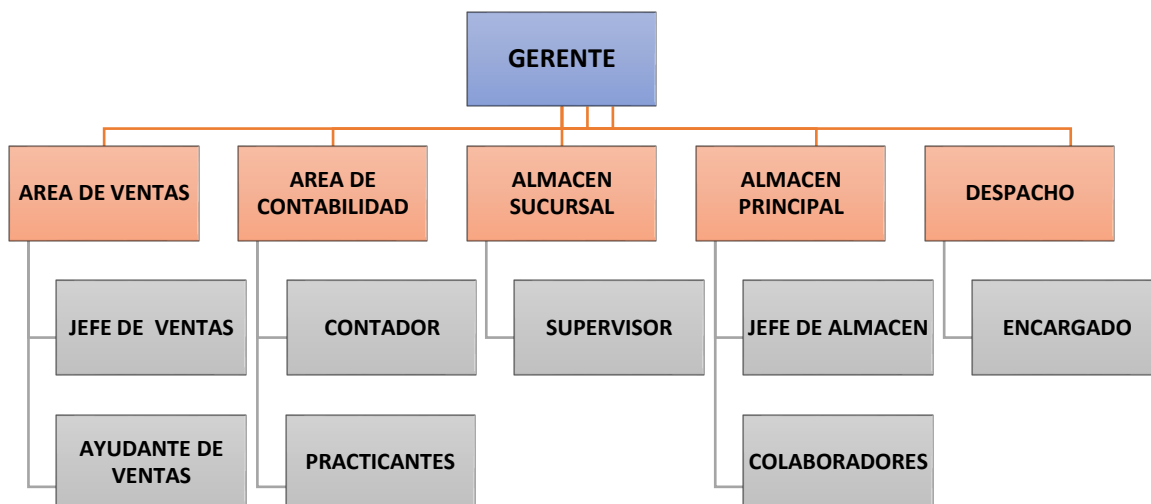 GERENTE
AREA DE VENTAS
AREA DE
CONTABILIDAD
ALMACEN
SUCURSAL
ALMACEN
PRINCIPAL
DESPACHO
JEFE DE  VENTAS
CONTADOR
SUPERVISOR
JEFE DE ALMACEN
ENCARGADO
AYUDANTE DE
VENTAS
PRACTICANTES
COLABORADORES